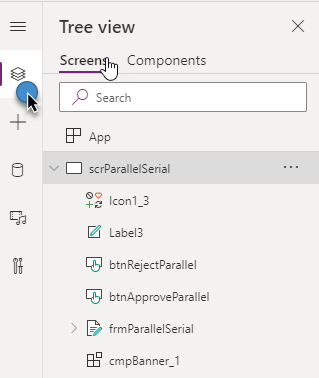 Tree view
Screens Components
Search
App
scrParallelSerial
Icon1_3
Label3
btnRejectParallel
btnApproveParallel
frmParallelSerial
cmpBanner_1